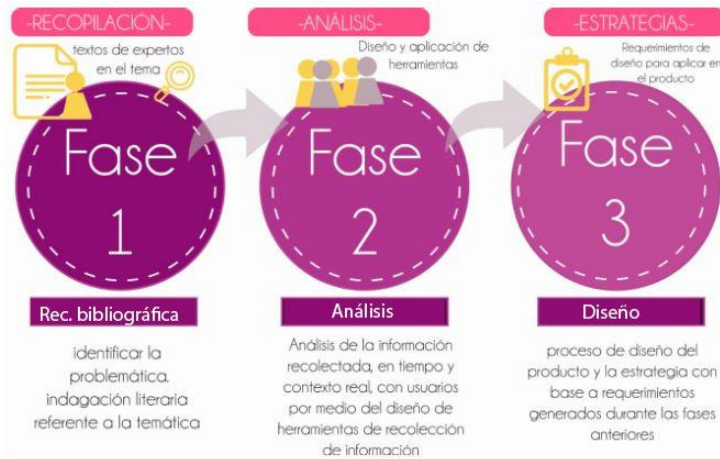 -RECOPILACIÓN-
textos de expertos
en el tema
Fase
1
Rec. bibliográfica
identificar la
problemática.
indagación literaria
referente a la temática
-ANÁLISIS-
Diseño y aplicación de
herramientas
Fase
2
Análisis
Análisis de la información
recolectada, en tiempo y
contexto real, con usuarios
por medio del diseño de
herramientas de recolección
de información
-ESTRATEGIAS-
Requerimientos de
diseño para aplicar en
el producto
Fase
3
Diseño
proceso de diseño del
producto y la estrategia con
base a requerimientos
generados durante las fases
anteriores